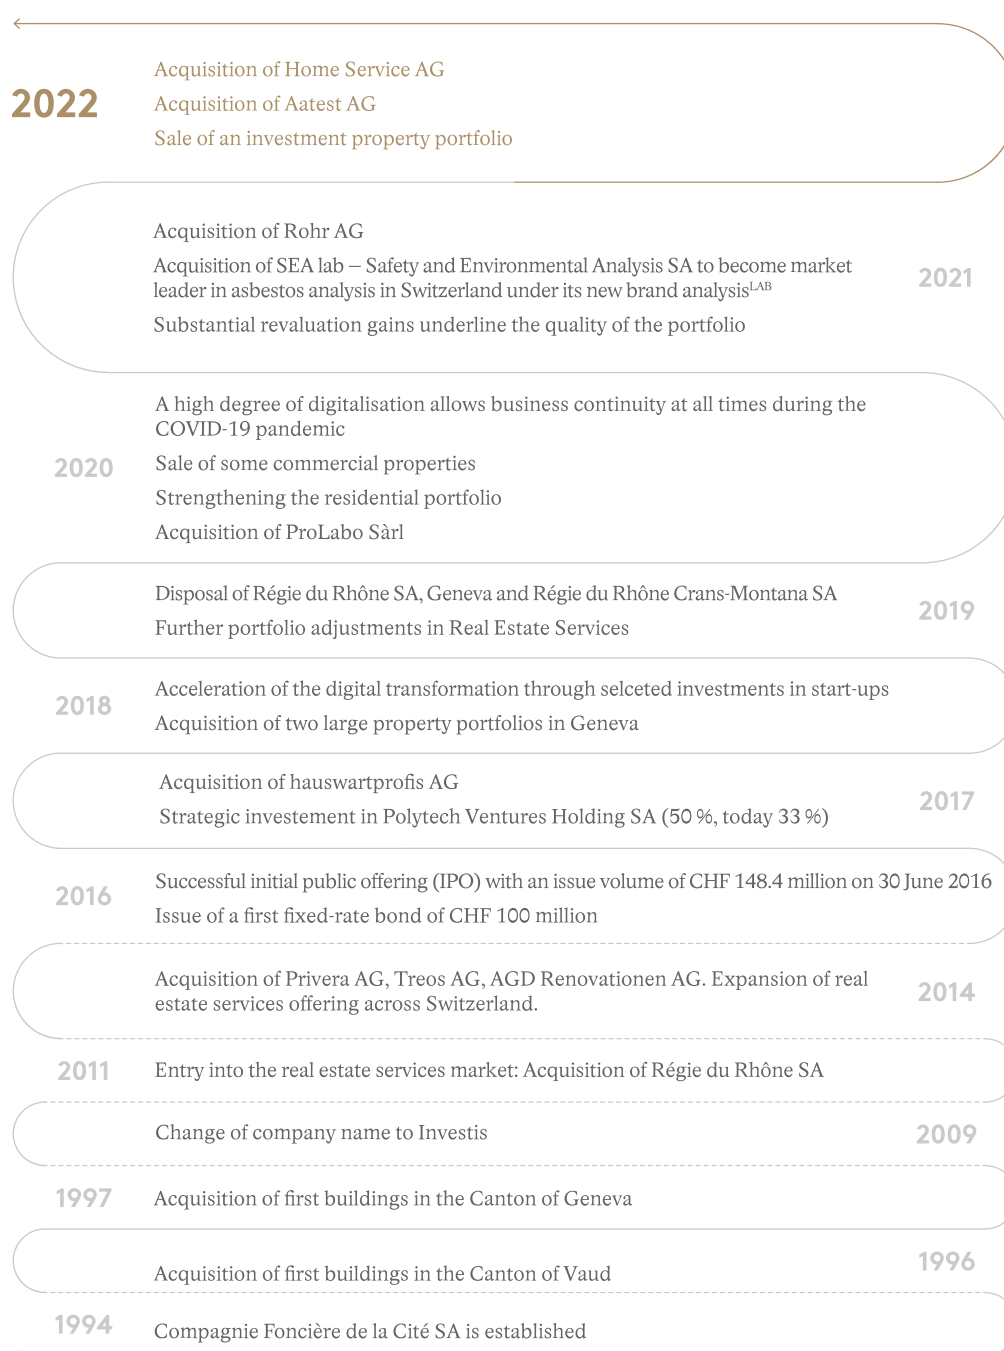 2022
Acquisition of Home Service AG
Acquisition of Aatest AG
Sale of an investment property portfolio
Acquisition of Rohr AG
Acquisition of SEA lab – Safety and Environmental Analysis SA to become market
leader in asbestos analysis in Switzerland under its new brand analysisLAB
Substantial revaluation gains underline the quality of the portfolio
2021
A high degree of digitalisation allows business continuity at all times during the
COVID-19 pandemic
2020
Sale of some commercial properties
Strengthening the residential portfolio
Acquisition of ProLabo Sàrl
Disposal of Régie du Rhône SA, Geneva and Régie du Rhône Crans-Montana SA
Further portfolio adjustments in Real Estate Services
2019
2018
Acceleration of the digital transformation through selceted investments in start-ups
Acquisition of two large property portfolios in Geneva
Acquisition of hauswartprofis AG
Strategic investement in Polytech Ventures Holding SA (50 %, today 33 %)
2017
2016
Successful initial public offering (IPO) with an issue volume of CHF 148.4 million on 30 June 2016
Issue of a first fixed-rate bond of CHF 100 million
Acquisition of Privera AG, Treos AG, AGD Renovationen AG. Expansion of real
estate services offering across Switzerland.
2014
2011
Entry into the real estate services market: Acquisition of Régie du Rhône SA
Change of company name to Investis
2009
1997
Acquisition of first buildings in the Canton of Geneva
Acquisition of first buildings in the Canton of Vaud
1996
1994
Compagnie Foncière de la Cité SA is established